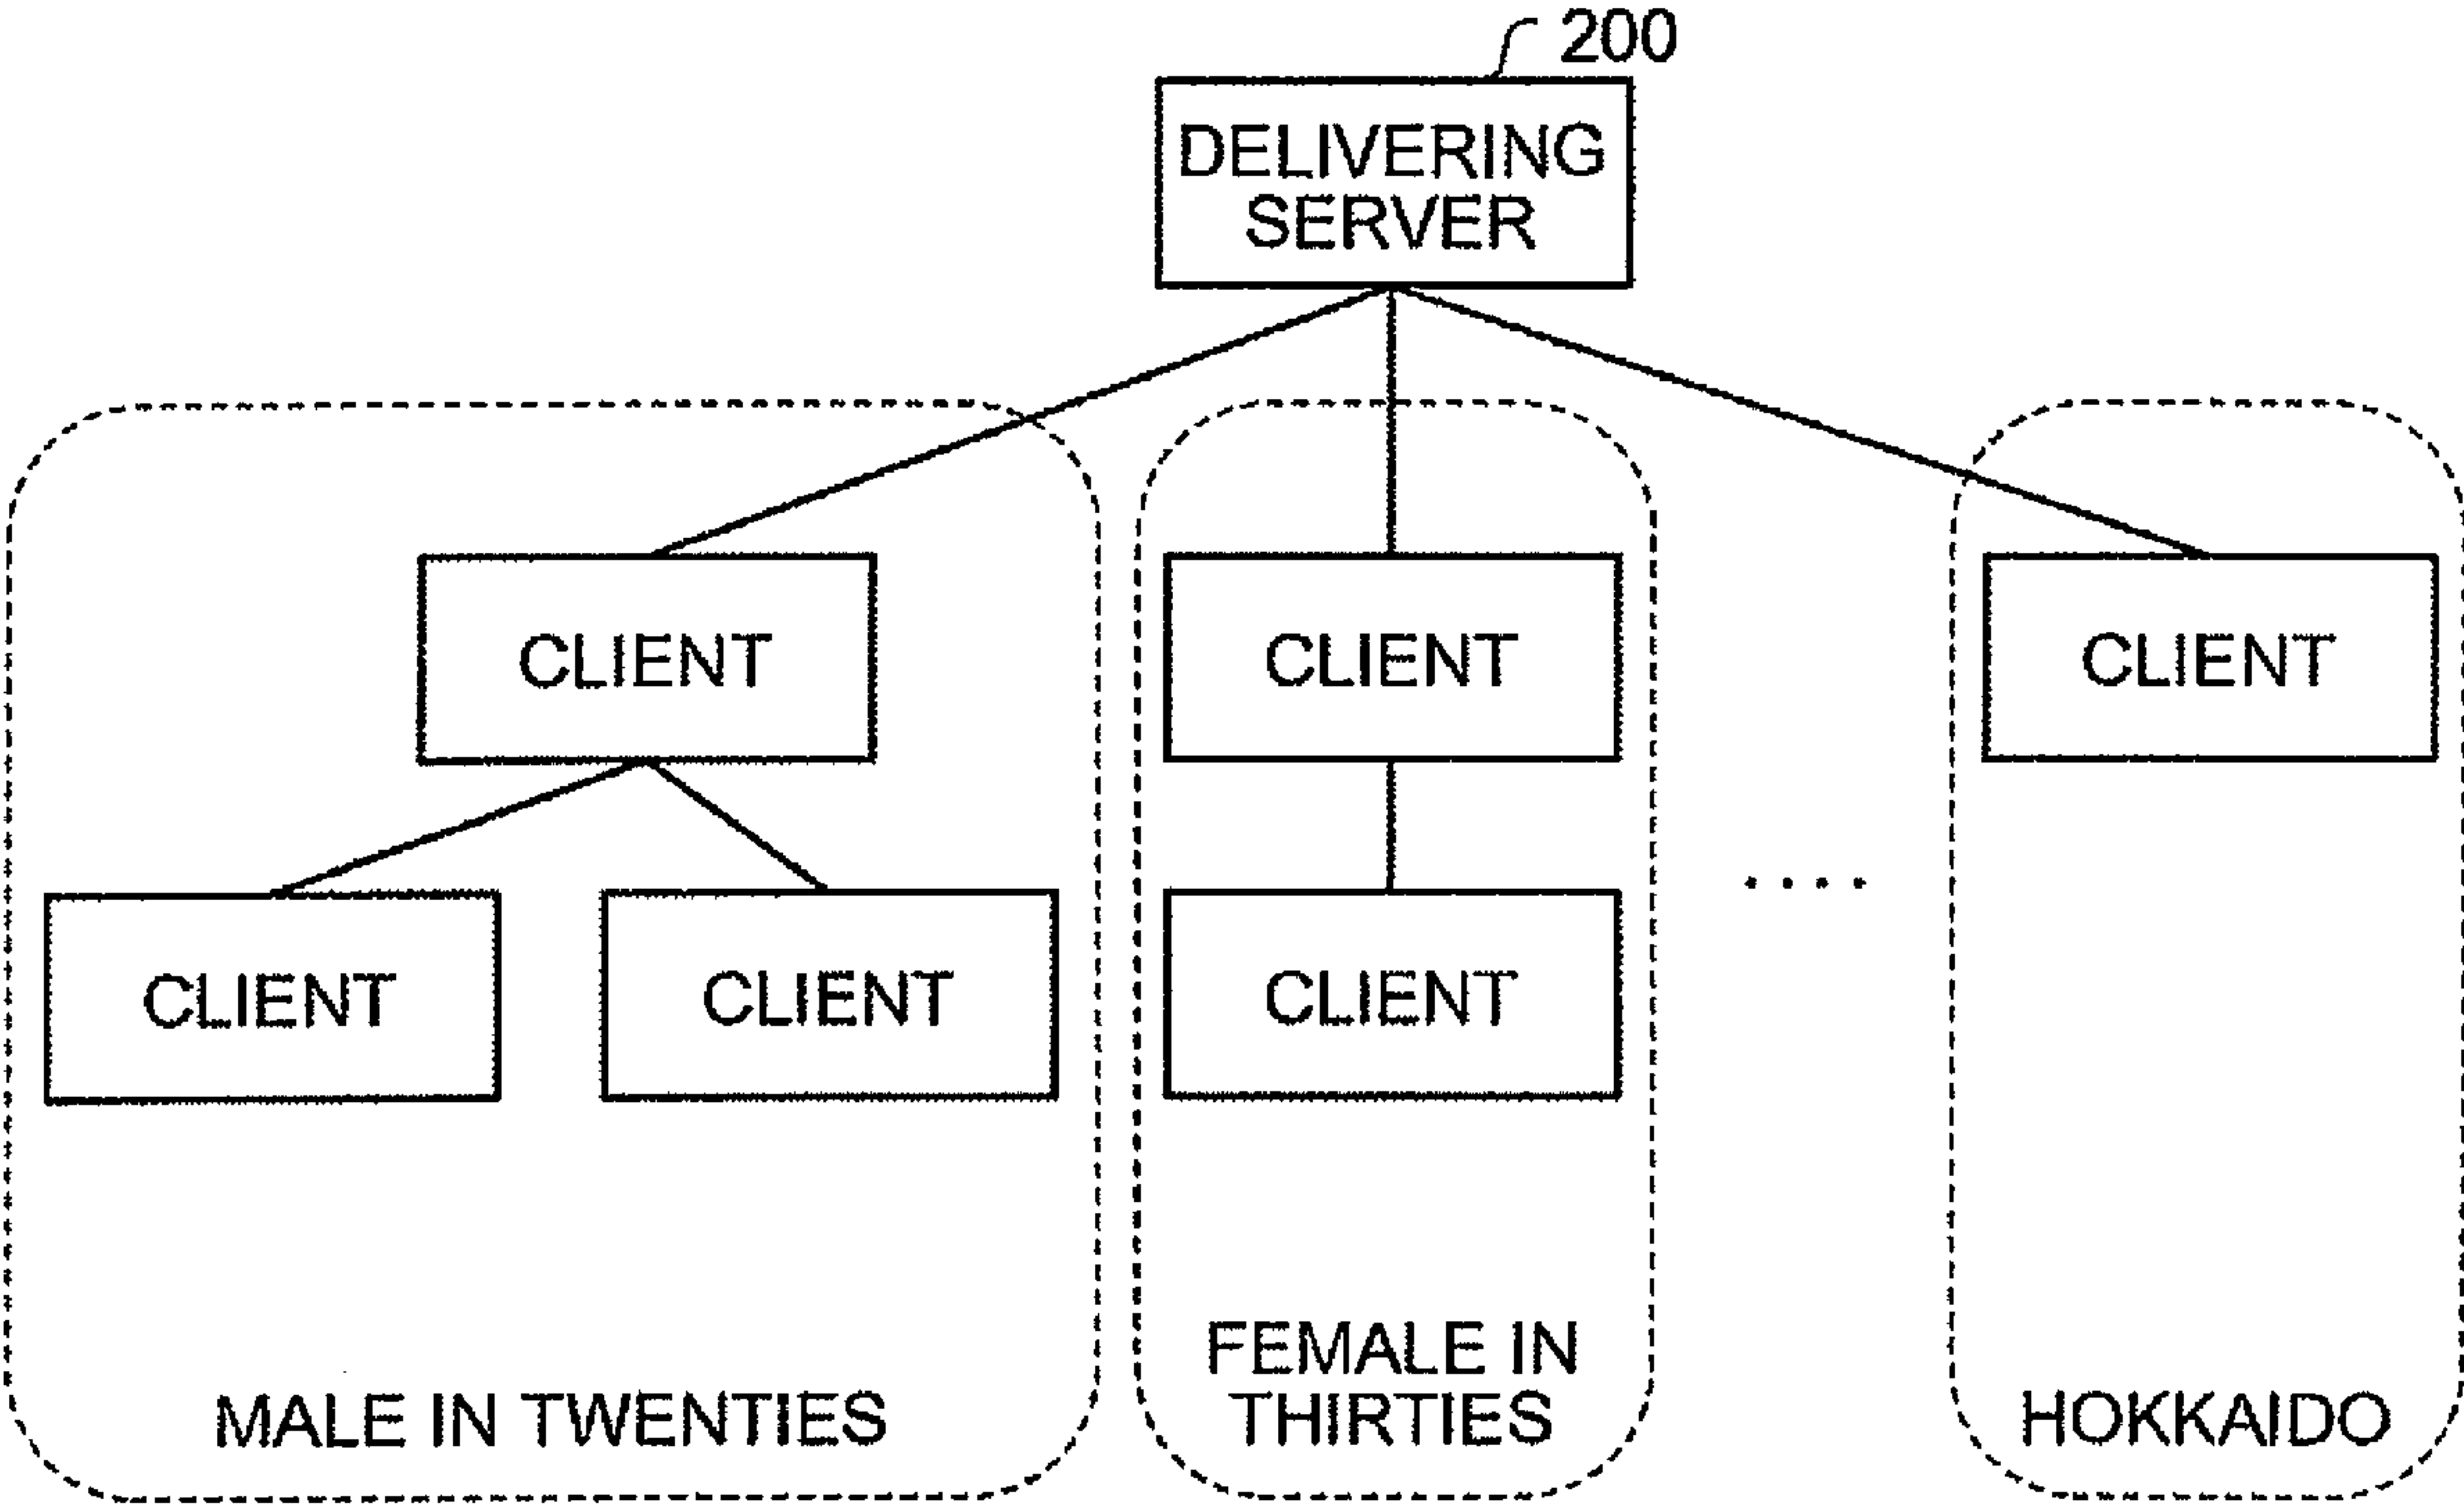 200
DELIVERING
SERVER
CLIENT
CLIENT
CLIENT
CLIENT
CLIENT
CLIENT
. . . .
MALE IN TWENTIES
FEMALE IN
THIRTIES
HOKKAIDO